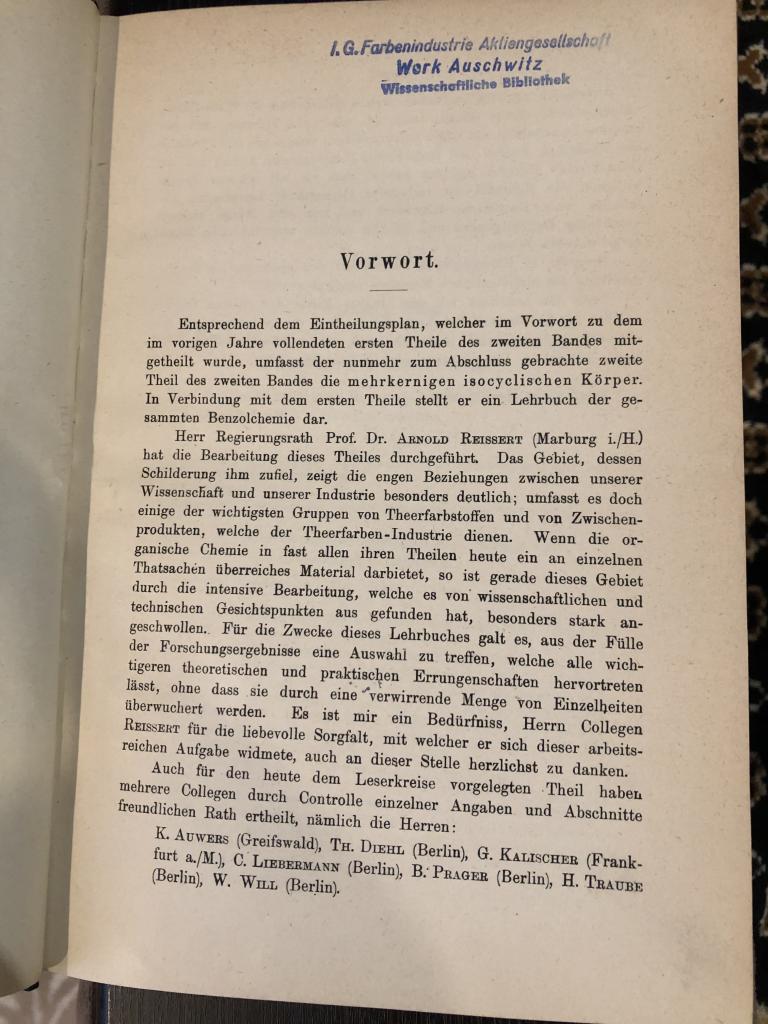 I. G. Farbenindustrie Aktiengesellschaft
Werk Auschwitz
Wissenschaftliche Bibliothek
Vorwort.
Entsprechend dem Eintheilungsplan, welcher im Vorwort zu dem
im vorigen Jahre vollendeten ersten Theile des zweiten Bandes mit-
getheilt wurde, umfasst der nunmehr zum Abschluss gebrachte zweite
Theil des zweiten Bandes die mehrkernigen isocyclischen Körper.
In Verbindung mit dem ersten Theile stellt er ein Lehrbuch der ge-
sammten Benzolchemie dar.
Herr Regierungsrath Prof. Dr. ARNOLD REISSERT (Marburg i./H.)
hat die Bearbeitung dieses Theiles durchgeführt. Das Gebiet, dessen
Schilderung ihm zufiel, zeigt die engen Beziehungen zwischen unserer
Wissenschaft und unserer Industrie besonders deutlich; umfasst es doch
einige der wichtigsten Gruppen von Theerfarbstoffen und von Zwischen-
produkten, welche der Theerfarben-Industrie dienen. Wenn die or-
ganische Chemie in fast allen ihren Theilen heute ein an einzelnen
Thatsachen überreiches Material darbietet, so ist gerade dieses Gebiet
durch die intensive Bearbeitung, welche es von wissenschaftlichen und
technischen Gesichtspunkten aus gefunden hat, besonders stark an-
geschwollen. Für die Zwecke dieses Lehrbuches galt es, aus der Fülle
der Forschungsergebnisse eine Auswahl zu treffen, welche alle wich-
tigeren theoretischen und praktischen Errungenschaften hervortreten
lässt, ohne dass sie durch eine verwirrende Menge von Einzelheiten
überwuchert werden. Es ist mir ein Bedürfniss, Herrn Collegen
REISSERT für die liebevolle Sorgfalt, mit welcher er sich dieser arbeits-
reichen Aufgabe widmete, auch an dieser Stelle herzlichst zu danken.
Auch für den heute dem Leserkreise vorgelegten Theil haben
mehrere Collegen durch Controlle einzelner Angaben und Abschnitte
freundlichen Rath ertheilt, nämlich die Herren:
K. AUWERS (Greifswald), TH. DIEHL (Berlin), G. KALISCHER (Frank-
furt a./M.), C. LIEBERMANN (Berlin), B. PRAGER (Berlin), H. TRAUBE
(Berlin), W. WILL (Berlin).